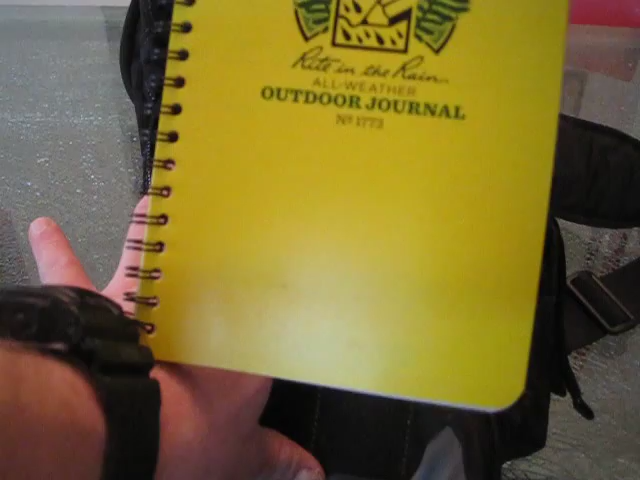 Rite in the Rain
ALL-WEATHER
OUTDOOR JOURNAL
Nº 1773